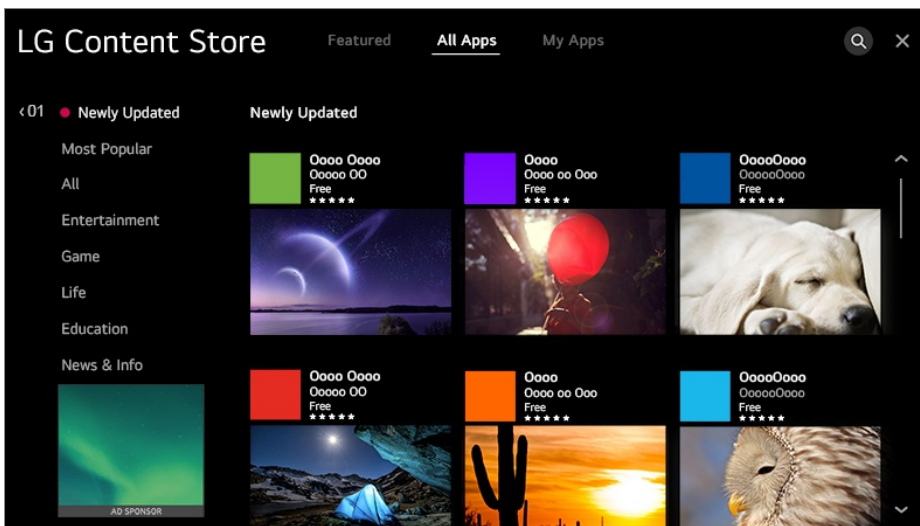 LG Content Store
Featured
All Apps
My Apps
‹01
Newly Updated
Most Popular
All
Entertainment
Game
Life
Education
News & Info
AD SPONSOR
Newly Updated
Oooo Oooo
Ooooo OO
Free
★★★★★
Oooo
Oooo oo Ooo
Free
★★★★★
OoooOoooo
OooooOooo
Free
★★★★★
Oooo Oooo
Ooooo OO
Free
★★★★★
Oooo
Oooo oo Ooo
Free
★★★★★
OoooOooo
OooooOooo
Free
★★★★★